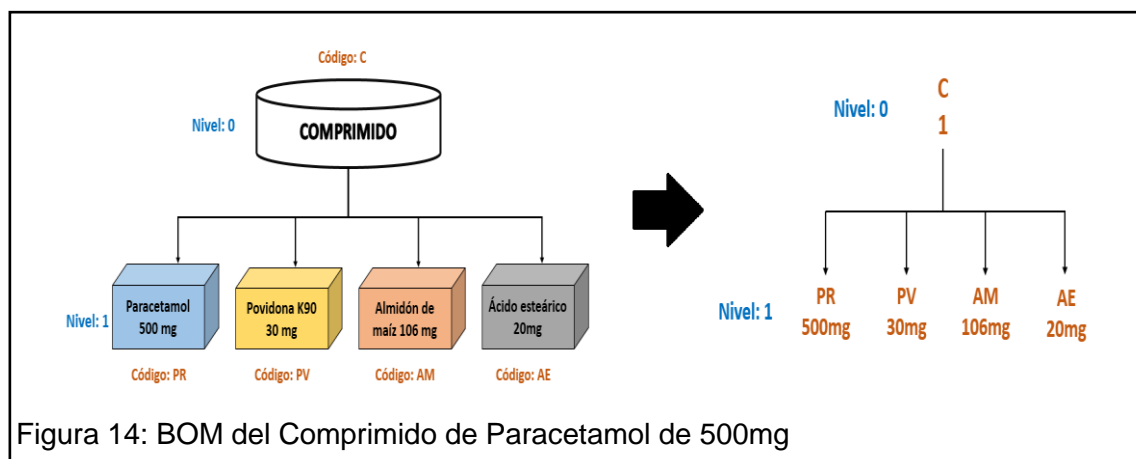 Código: C
Nivel: 0
COMPRIMIDO
Nivel: 1
Paracetamol
500 mg
Povidona K90
30 mg
Almidón de
maíz 106 mg
Ácido esteárico
20mg
Código: PR
Código: PV
Código: AM
Código: AE
Nivel: 0
C
1
Nivel: 1
PR
500mg
PV
30mg
AM
106mg
AE
20mg
Figura 14: BOM del Comprimido de Paracetamol de 500mg